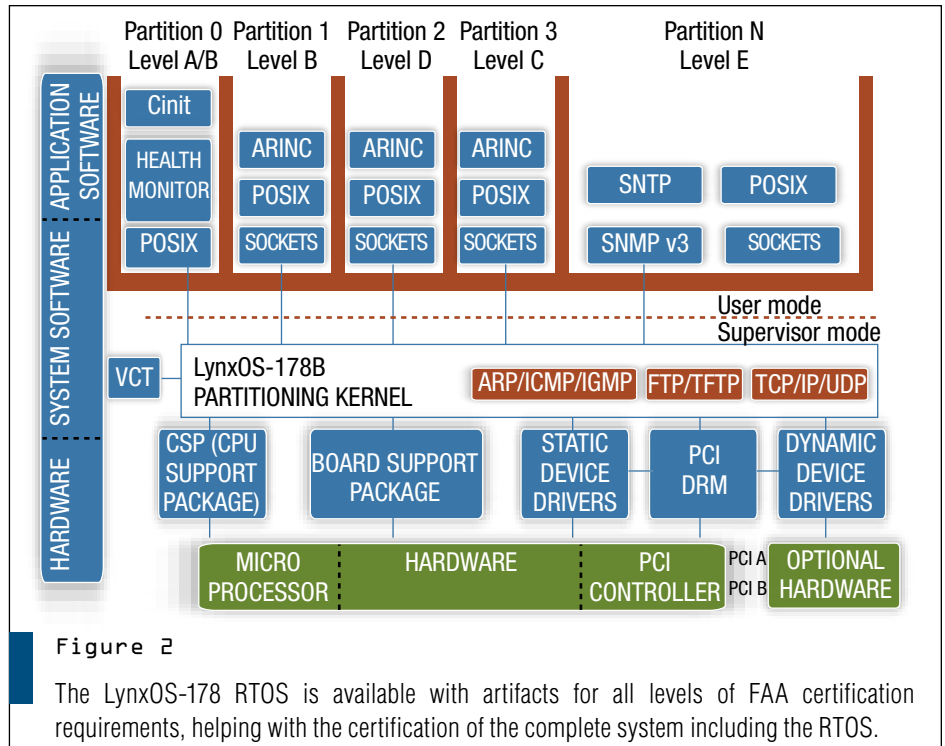 Partition 0
Level A/B
Partition 1
Level B
Partition 2
Level D
Partition 3
Level C
Partition N
Level E
APPLICATION
SOFTWARE
SYSTEM SOFTWARE
HARDWARE
Cinit
HEALTH
MONITOR
POSIX
ARINC
POSIX
SOCKETS
ARINC
POSIX
SOCKETS
ARINC
POSIX
SOCKETS
SNTP
POSIX
SNMP v3
SOCKETS
User mode
Supervisor mode
VCT
LynxOS-178B
PARTITIONING KERNEL
ARP/ICMP/IGMP
FTP/TFTP
TCP/IP/UDP
CSP (CPU
SUPPORT
PACKAGE)
BOARD SUPPORT
PACKAGE
STATIC
DEVICE
DRIVERS
PCI
DRM
DYNAMIC
DEVICE
DRIVERS
MICRO
PROCESSOR
HARDWARE
PCI
CONTROLLER
PCI A
PCI B
OPTIONAL
HARDWARE
Figure 2
The LynxOS-178 RTOS is available with artifacts for all levels of FAA certification
requirements, helping with the certification of the complete system including the RTOS.